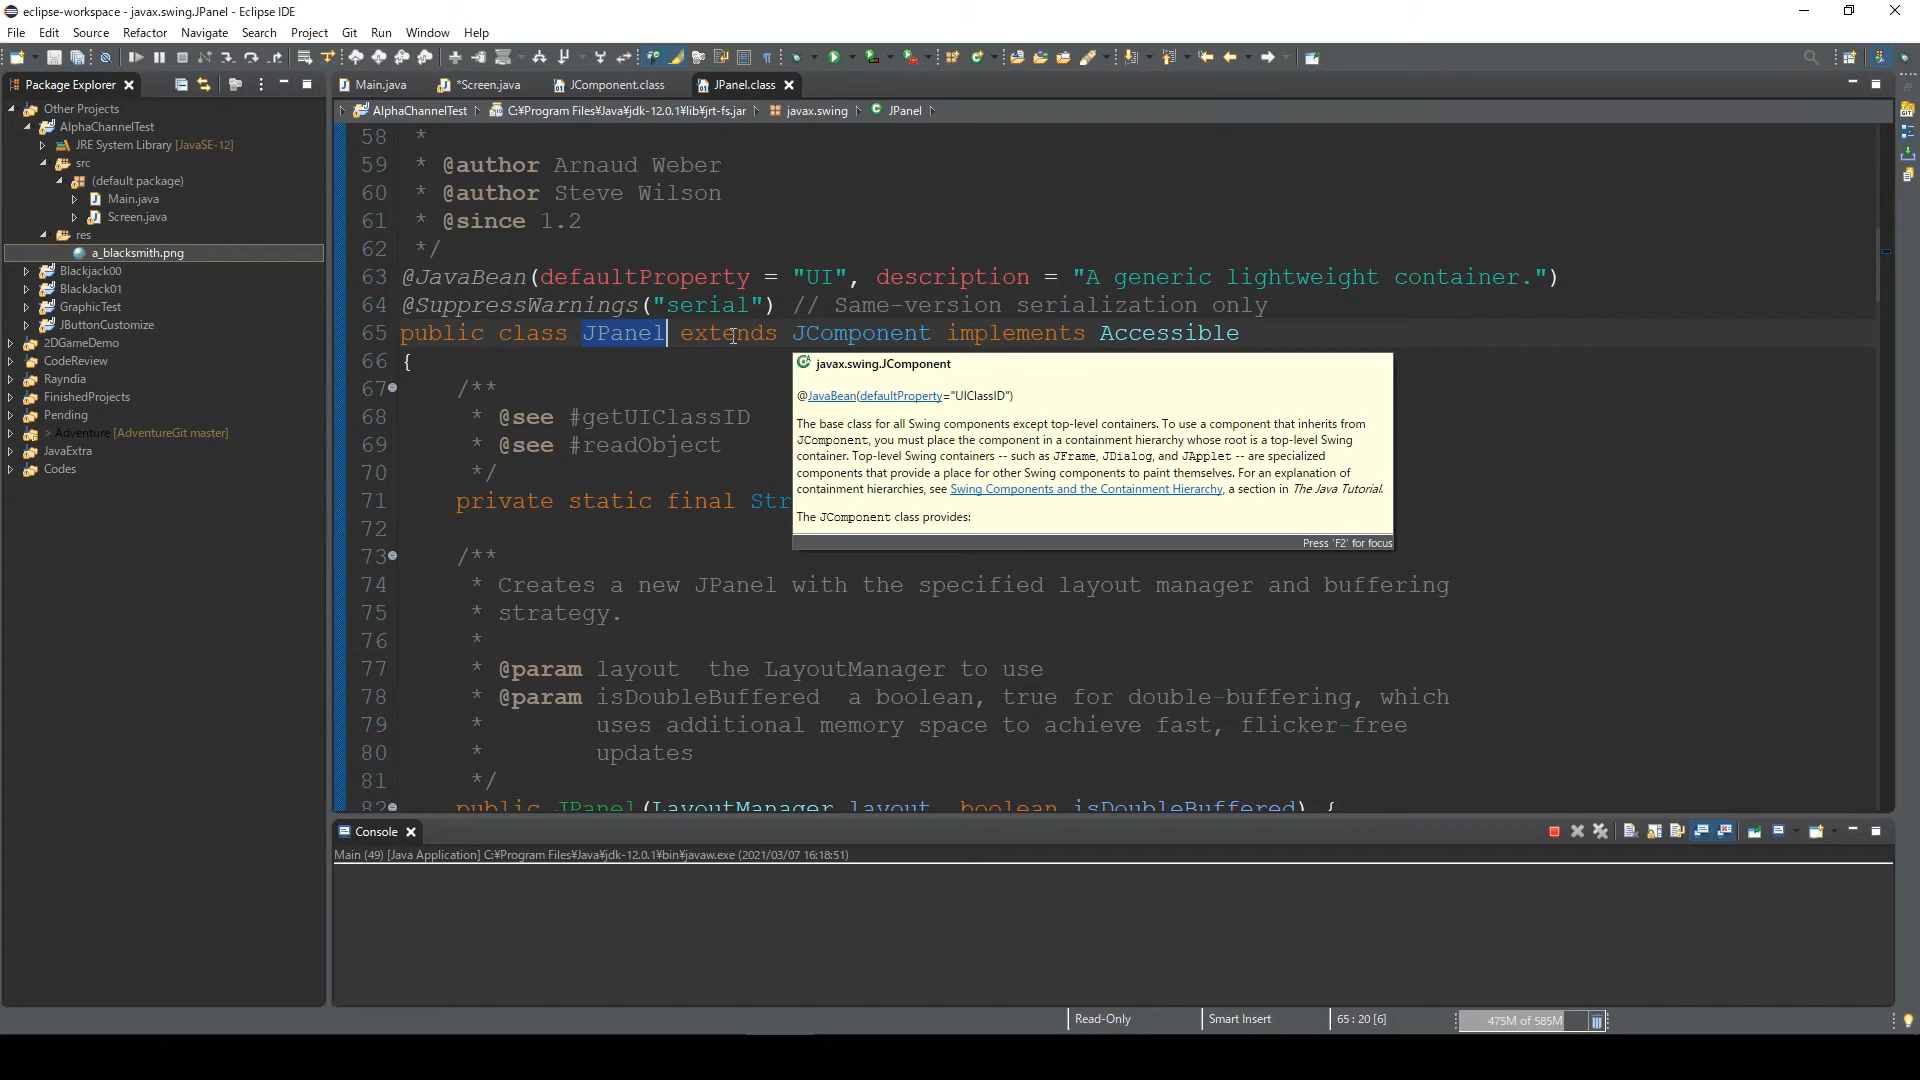 eclipse-workspace - javax.swing.JPanel - Eclipse IDE
File Edit Source Refactor Navigate Search Project Git Run Window Help
Package Explorer
Main.java *Screen.java JComponent.class JPanel.class
Other Projects
AlphaChannelTest
JRE System Library [JavaSE-12]
src
(default package)
Main.java
Screen.java
res
a_blacksmith.png
Blackjack00
BlackJack01
GraphicTest
JButtonCustomize
2DGameDemo
CodeReview
Rayndia
FinishedProjects
Pending
> Adventure [AdventureGit master]
JavaExtra
Codes
AlphaChannelTest C:¥Program Files¥Java¥jdk-12.0.1¥lib¥jrt-fs.jar javax.swing JPanel
58 *
59 * @author Arnaud Weber
60 * @author Steve Wilson
61 * @since 1.2
62 */
63 @JavaBean(defaultProperty = "UI", description = "A generic lightweight container.")
64 @SuppressWarnings("serial") // Same-version serialization only
65 public class JPanel extends JComponent implements Accessible
66 {
67 /**
68 * @see #getUIClassID
69 * @see #readObject
70 */
71 private static final Str
72
73 /**
74 * Creates a new JPanel with the specified layout manager and buffering
75 * strategy.
76 *
77 * @param layout the LayoutManager to use
78 * @param isDoubleBuffered a boolean, true for double-buffering, which
79 * uses additional memory space to achieve fast, flicker-free
80 * updates
81 */
82 public JPanel(LayoutManager layout, boolean isDoubleBuffered) {
javax.swing.JComponent
@JavaBean(defaultProperty="UIClassID")
The base class for all Swing components except top-level containers. To use a component that inherits from
JComponent, you must place the component in a containment hierarchy whose root is a top-level Swing
container. Top-level Swing containers -- such as JFrame, JDialog, and JApplet -- are specialized
components that provide a place for other Swing components to paint themselves. For an explanation of
containment hierarchies, see Swing Components and the Containment Hierarchy, a section in The Java Tutorial.
The JComponent class provides:
Press 'F2' for focus
Console
Main (49) [Java Application] C:¥Program Files¥Java¥jdk-12.0.1¥bin¥javaw.exe (2021/03/07 16:18:51)
Read-Only Smart Insert 65 : 20 [6] 475M of 585M